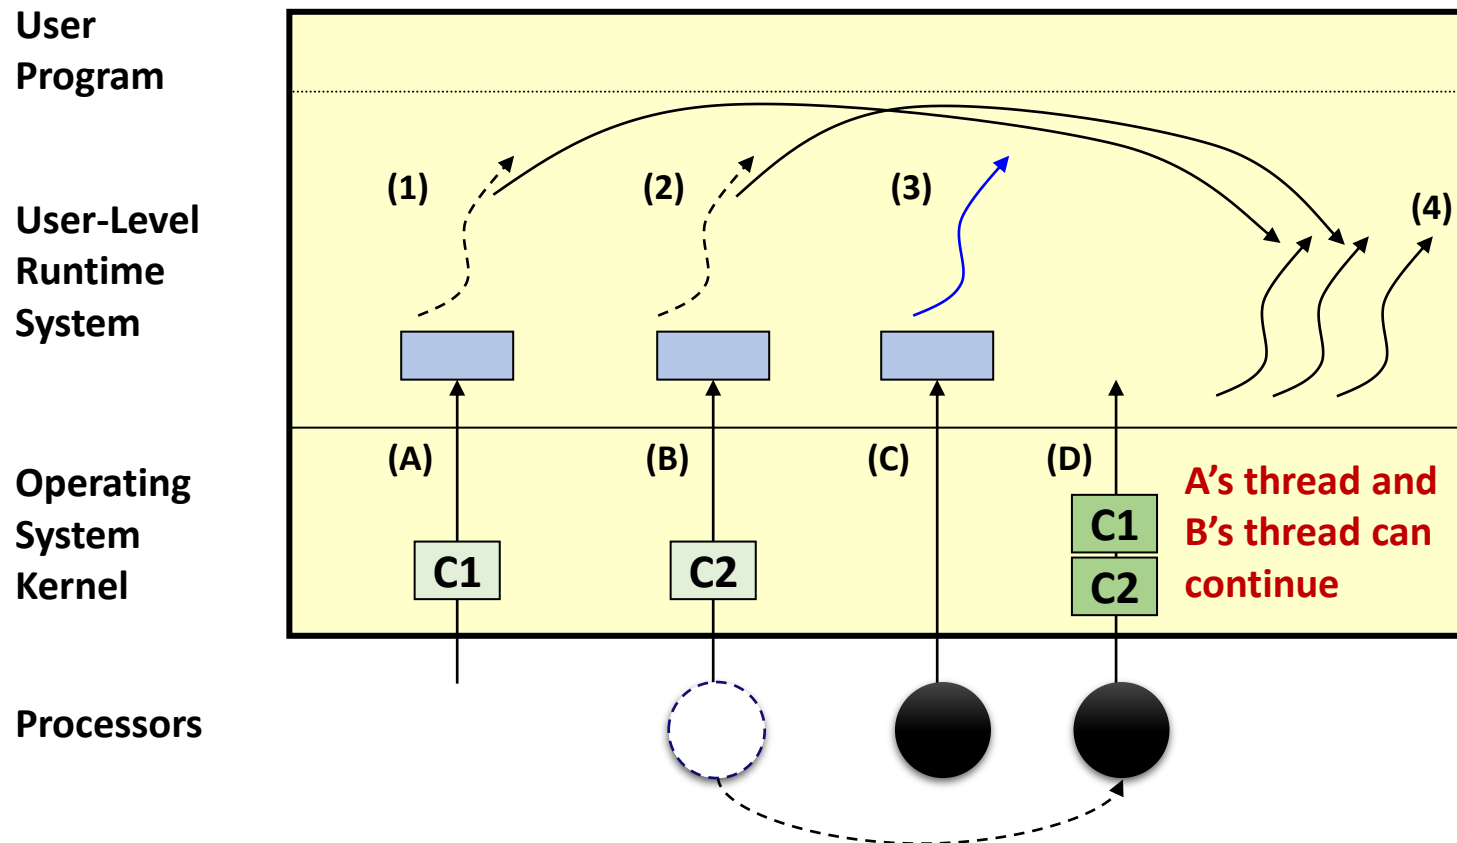 User
Program
(1)
(2)
(3)
(4)
User-Level
Runtime
System
(A)
(B)
(C)
(D)
Operating
System
Kernel
C1
C2
C1
C2
A’s thread and
B’s thread can
continue
Processors